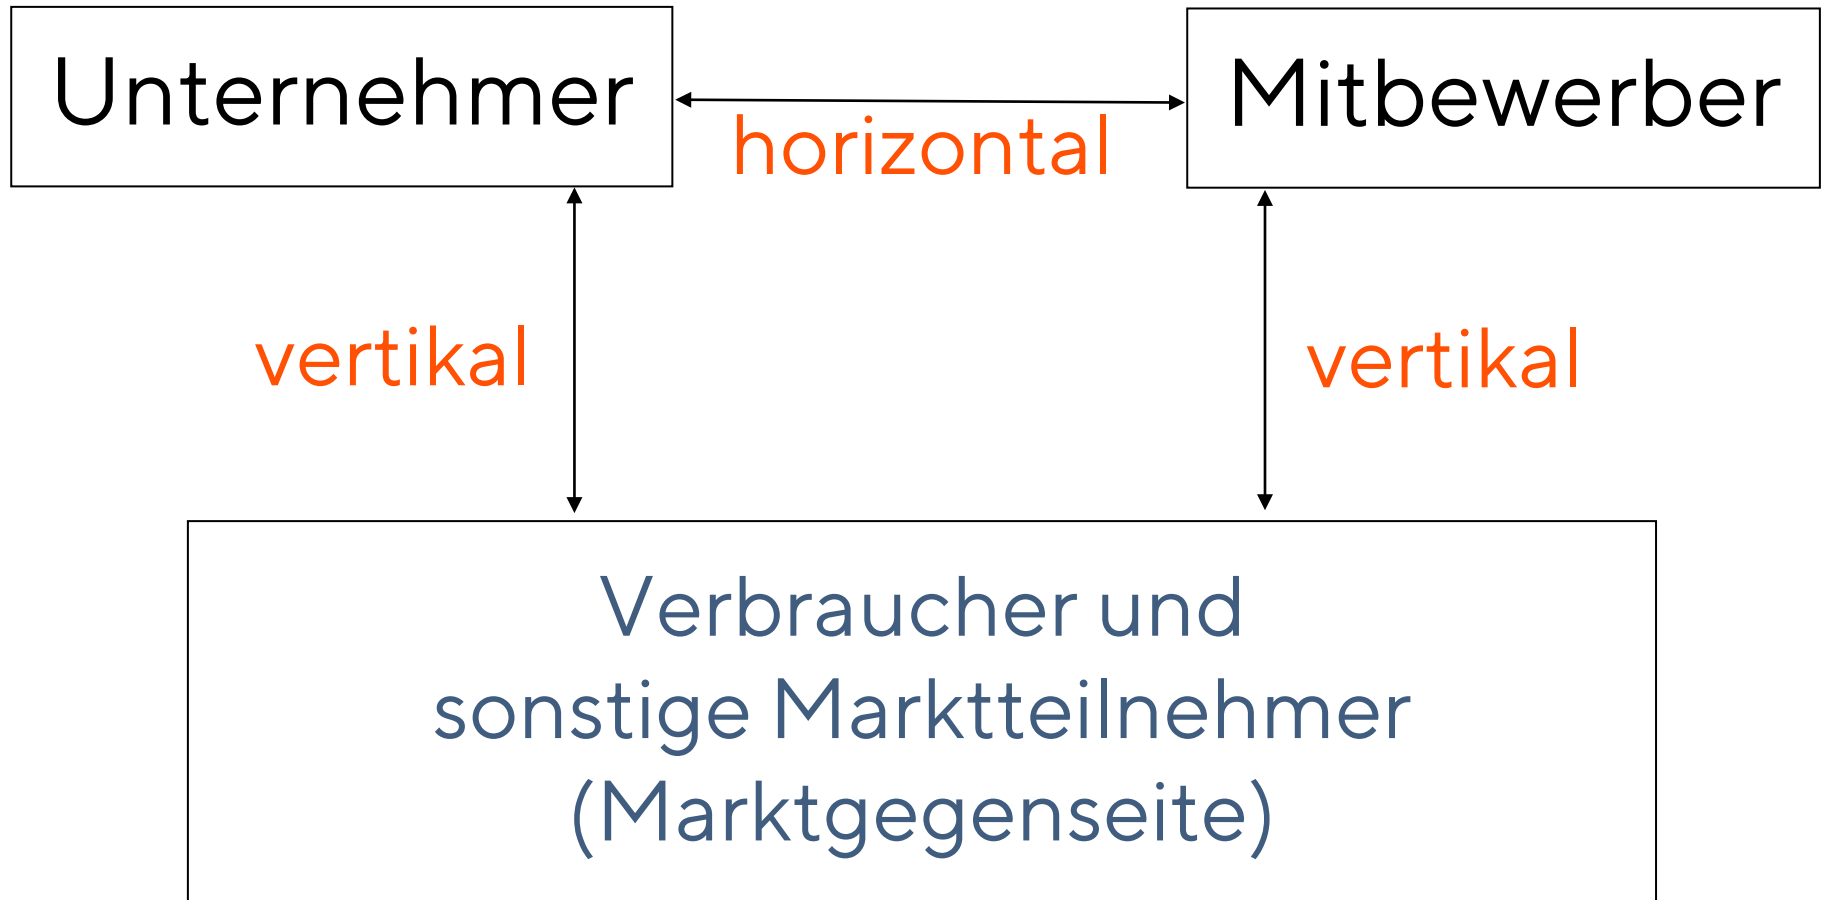 Unternehmer
Mitbewerber
horizontal
vertikal
vertikal
Verbraucher und
sonstige Marktteilnehmer
(Marktgegenseite)